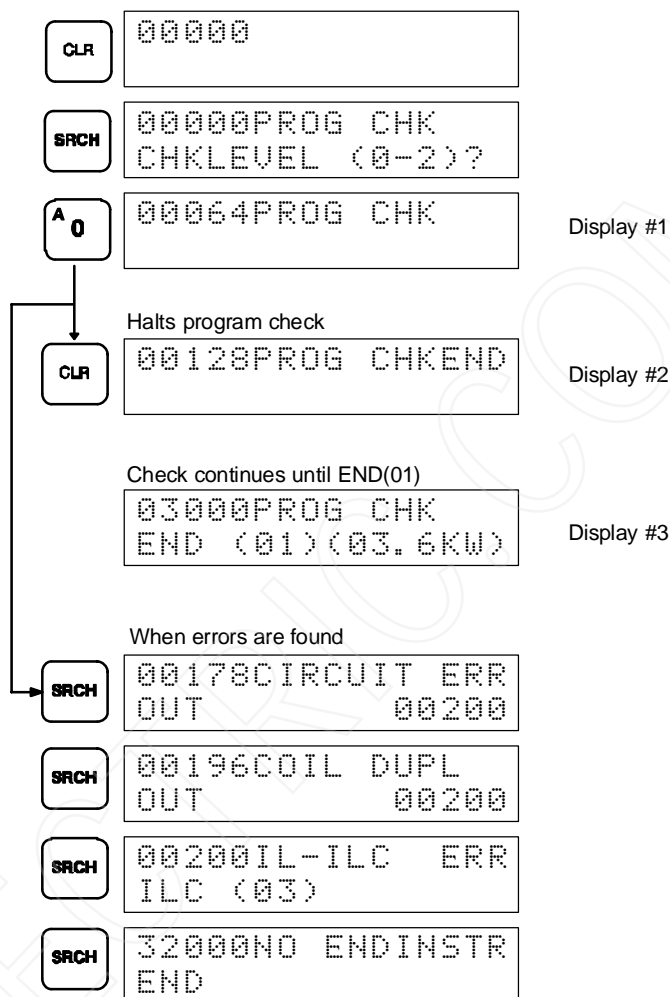 CLR
00000
SRCH
00000PROG CHK
CHKLEVEL (0-2)?
A 0
00064PROG CHK
Display #1
Halts program check
CLR
00128PROG CHKEND
Display #2
Check continues until END(01)
03000PROG CHK
END (01)(03.6KW)
Display #3
When errors are found
SRCH
00178CIRCUIT ERR
OUT 00200
SRCH
00196COIL DUPL
OUT 00200
SRCH
00200IL-ILC ERR
ILC (03)
SRCH
32000NO ENDINSTR
END